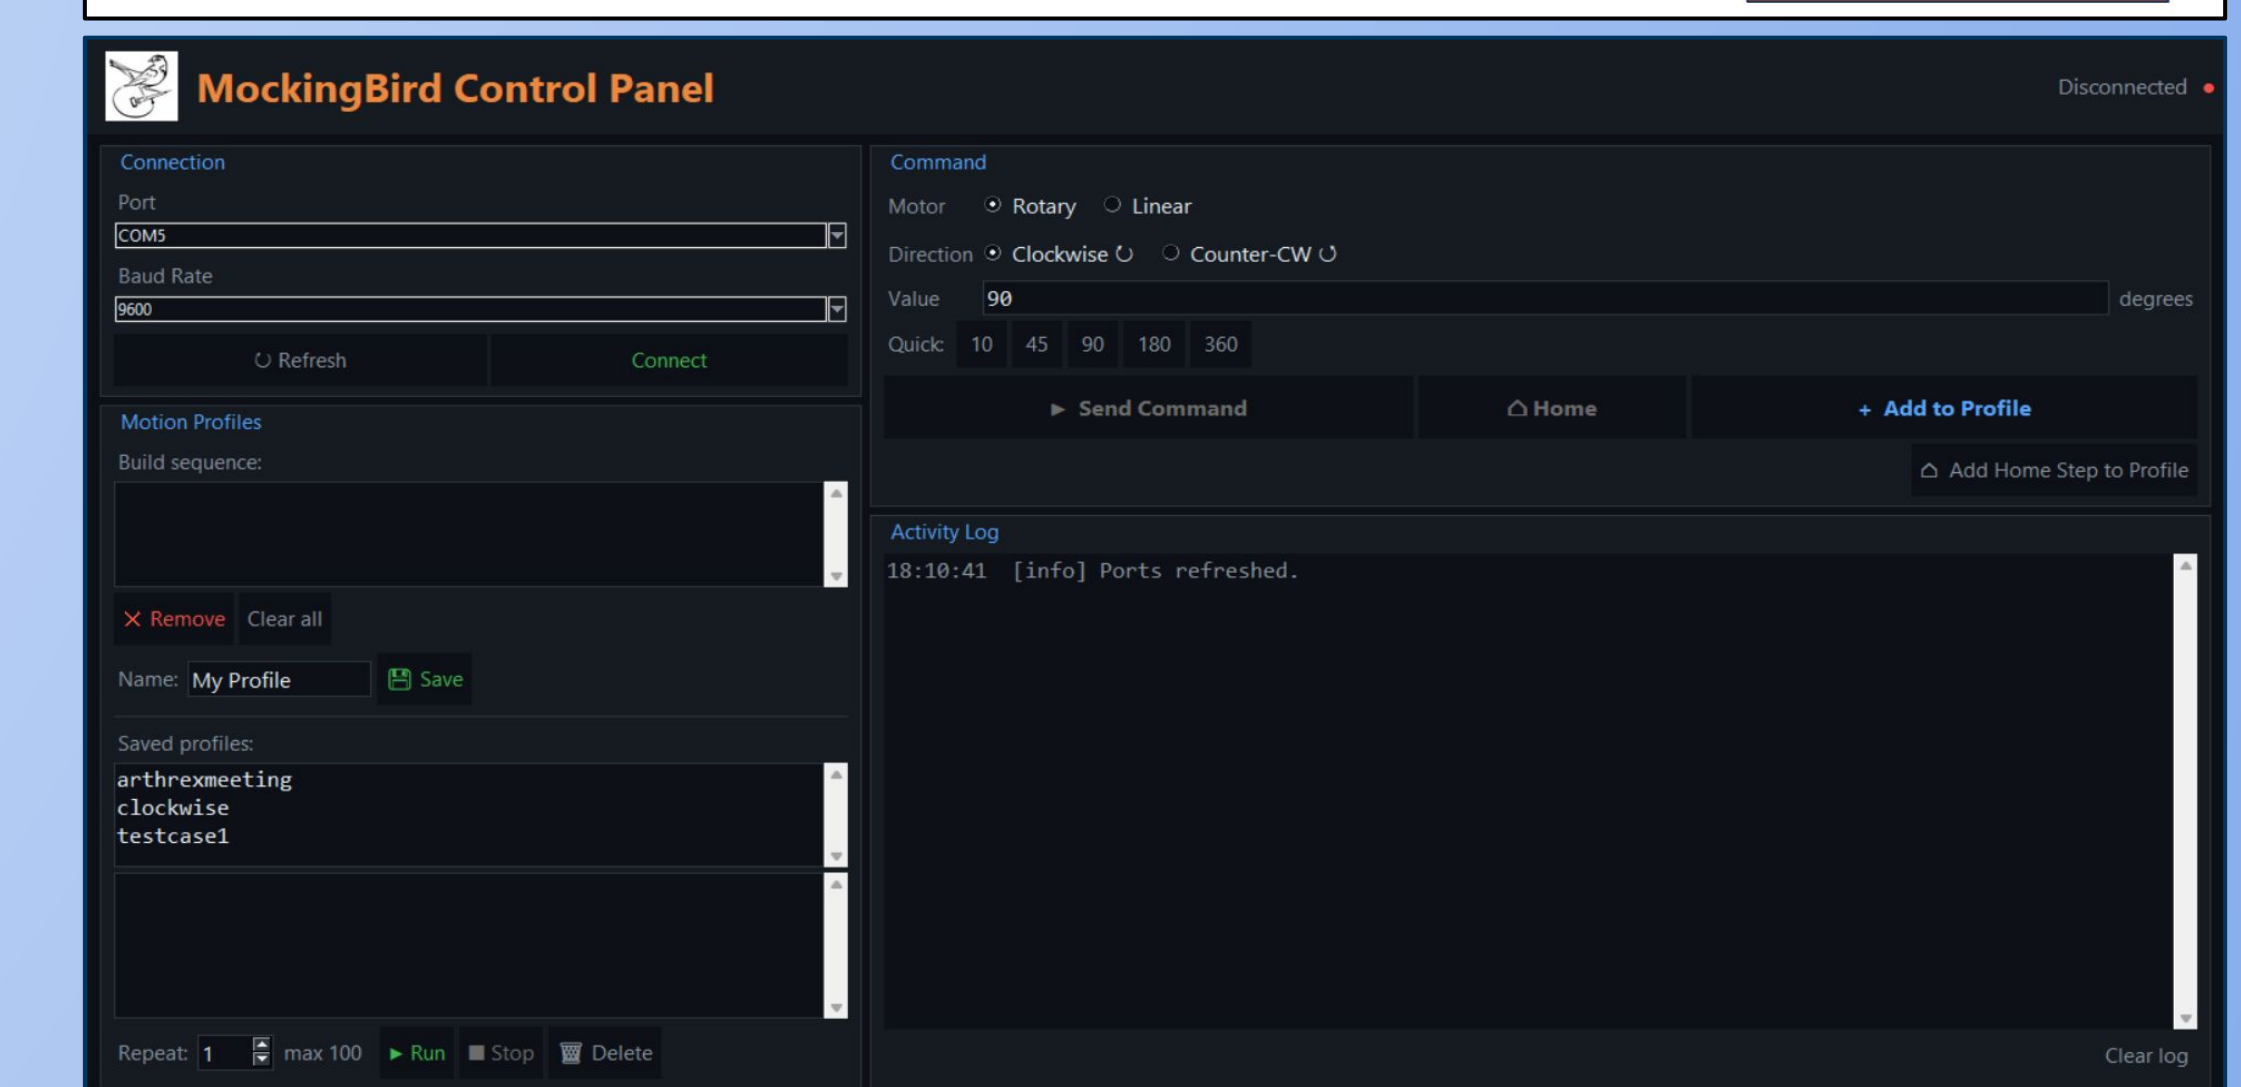 MockingBird Control Panel
Disconnected
Connection
Port
COM5
Baud Rate
9600
Refresh
Connect
Motion Profiles
Build sequence:
Remove
Clear all
Name: My Profile
Save
Saved profiles:
arthrexmeeting
clockwise
testcase1
Repeat: 1 max 100
Run
Stop
Delete
Command
Motor Rotary Linear
Direction Clockwise ↻ Counter-CW ↺
Value 90 degrees
Quick: 10 45 90 180 360
Send Command
Home
+ Add to Profile
Add Home Step to Profile
Activity Log
18:10:41 [info] Ports refreshed.
Clear log